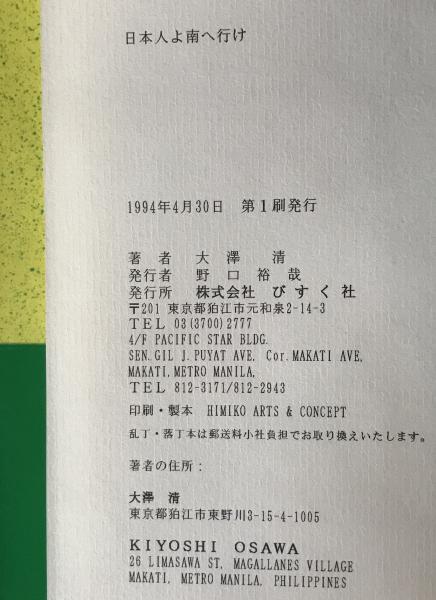 日本人よ南へ行け
1994年4月30日 第1刷発行
著者 大澤 清
発行者 野口裕哉
発行所 株式会社 びすく社
〒201 東京都狛江市元和泉2-14-3
TEL 03(3700)2777
4/F PACIFIC STAR BLDG.
SEN.GIL J.PUYAT AVE, Cor.MAKATI AVE,
MAKATI,METRO MANILA,
TEL 812-3171/812-2943
印刷・製本 HIMIKO ARTS & CONCEPT
乱丁・落丁本は郵送料小社負担でお取り換えいたします。
著者の住所:
大澤 清
東京都狛江市東野川3-15-4-1005
KIYOSHI OSAWA
26 LIMASAWA ST, MAGALLANES VILLAGE
MAKATI, METRO MANILA, PHILIPPINES